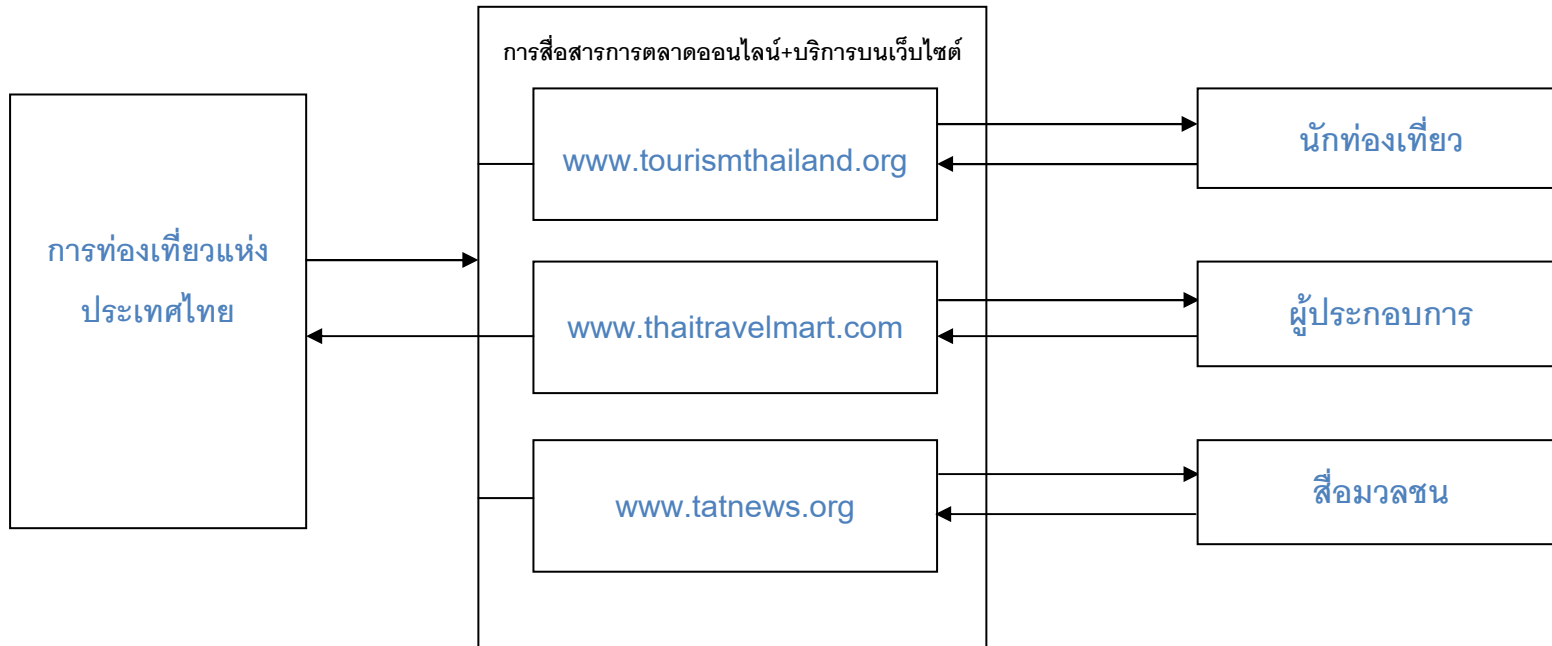 การสื่อสารการตลาดออนไลน์+บริการบนเว็บไซต์
การท่องเที่ยวแห่ง
ประเทศไทย
www.tourismthailand.org
นักท่องเที่ยว
www.thaitravelmart.com
ผู้ประกอบการ
www.tatnews.org
สื่อมวลชน